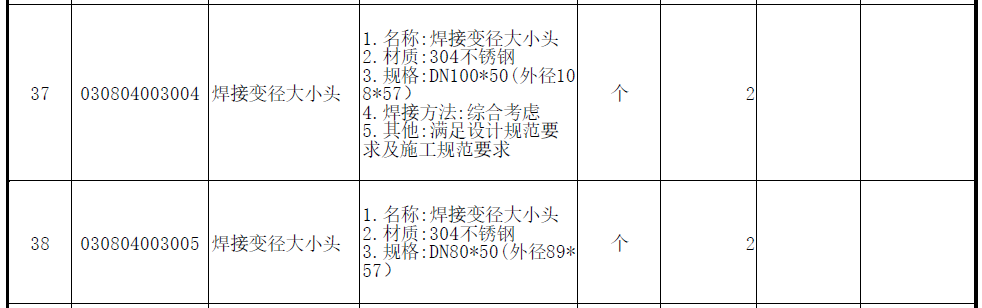 37
030804003004
焊接变径大小头
1.名称:焊接变径大小头
2.材质:304不锈钢
3.规格:DN100*50(外径10
8*57)
4.焊接方法:综合考虑
5.其他:满足设计规范要
求及施工规范要求
个
2
38
030804003005
焊接变径大小头
1.名称:焊接变径大小头
2.材质:304不锈钢
3.规格:DN80*50(外径89*
57)
个
2